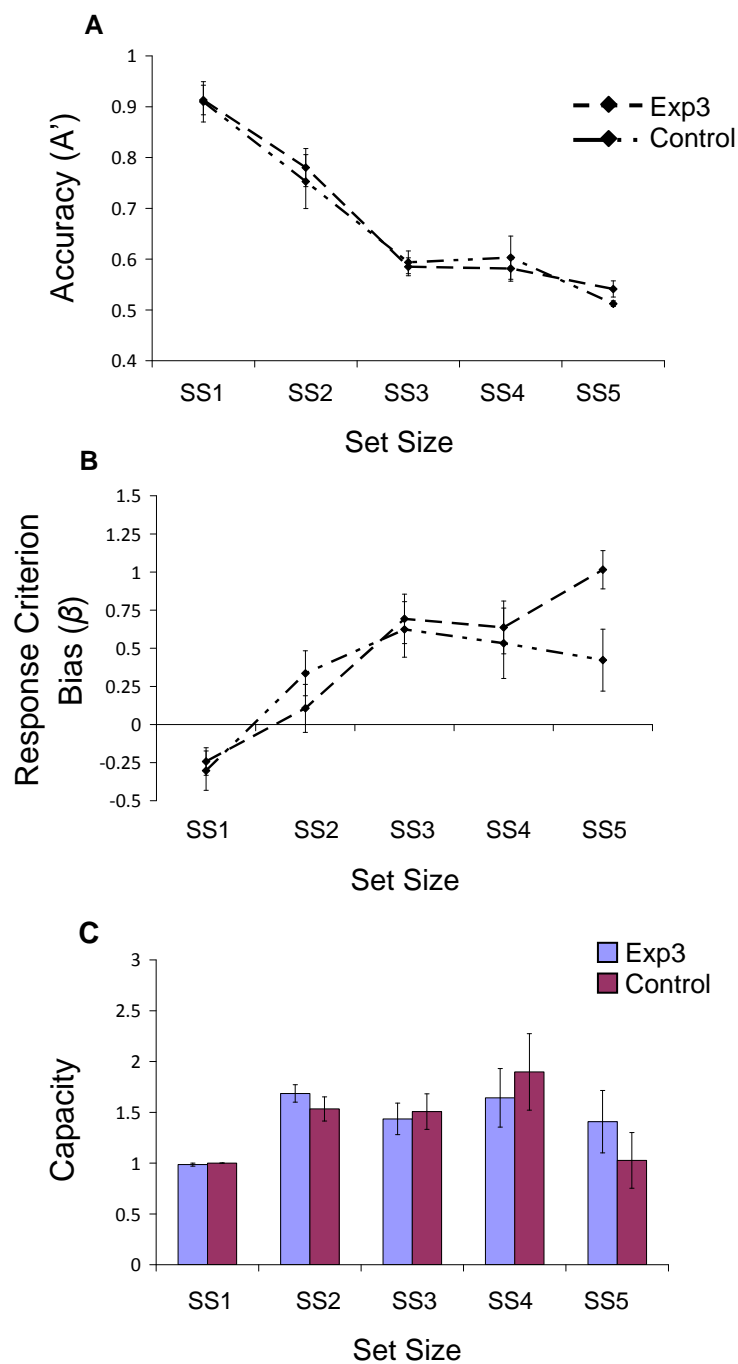 A
1
0.9
0.8
0.7
0.6
0.5
0.4
Accuracy (A’)
Exp3
Control
SS1 SS2 SS3 SS4 SS5
Set Size
B
1.5
1.25
1
0.75
0.5
0.25
0
-0.25
-0.5
Response Criterion
Bias (β)
SS1 SS2 SS3 SS4 SS5
Set Size
C
3
2.5
2
1.5
1
0.5
0
Capacity
Exp3
Control
SS1 SS2 SS3 SS4 SS5
Set Size